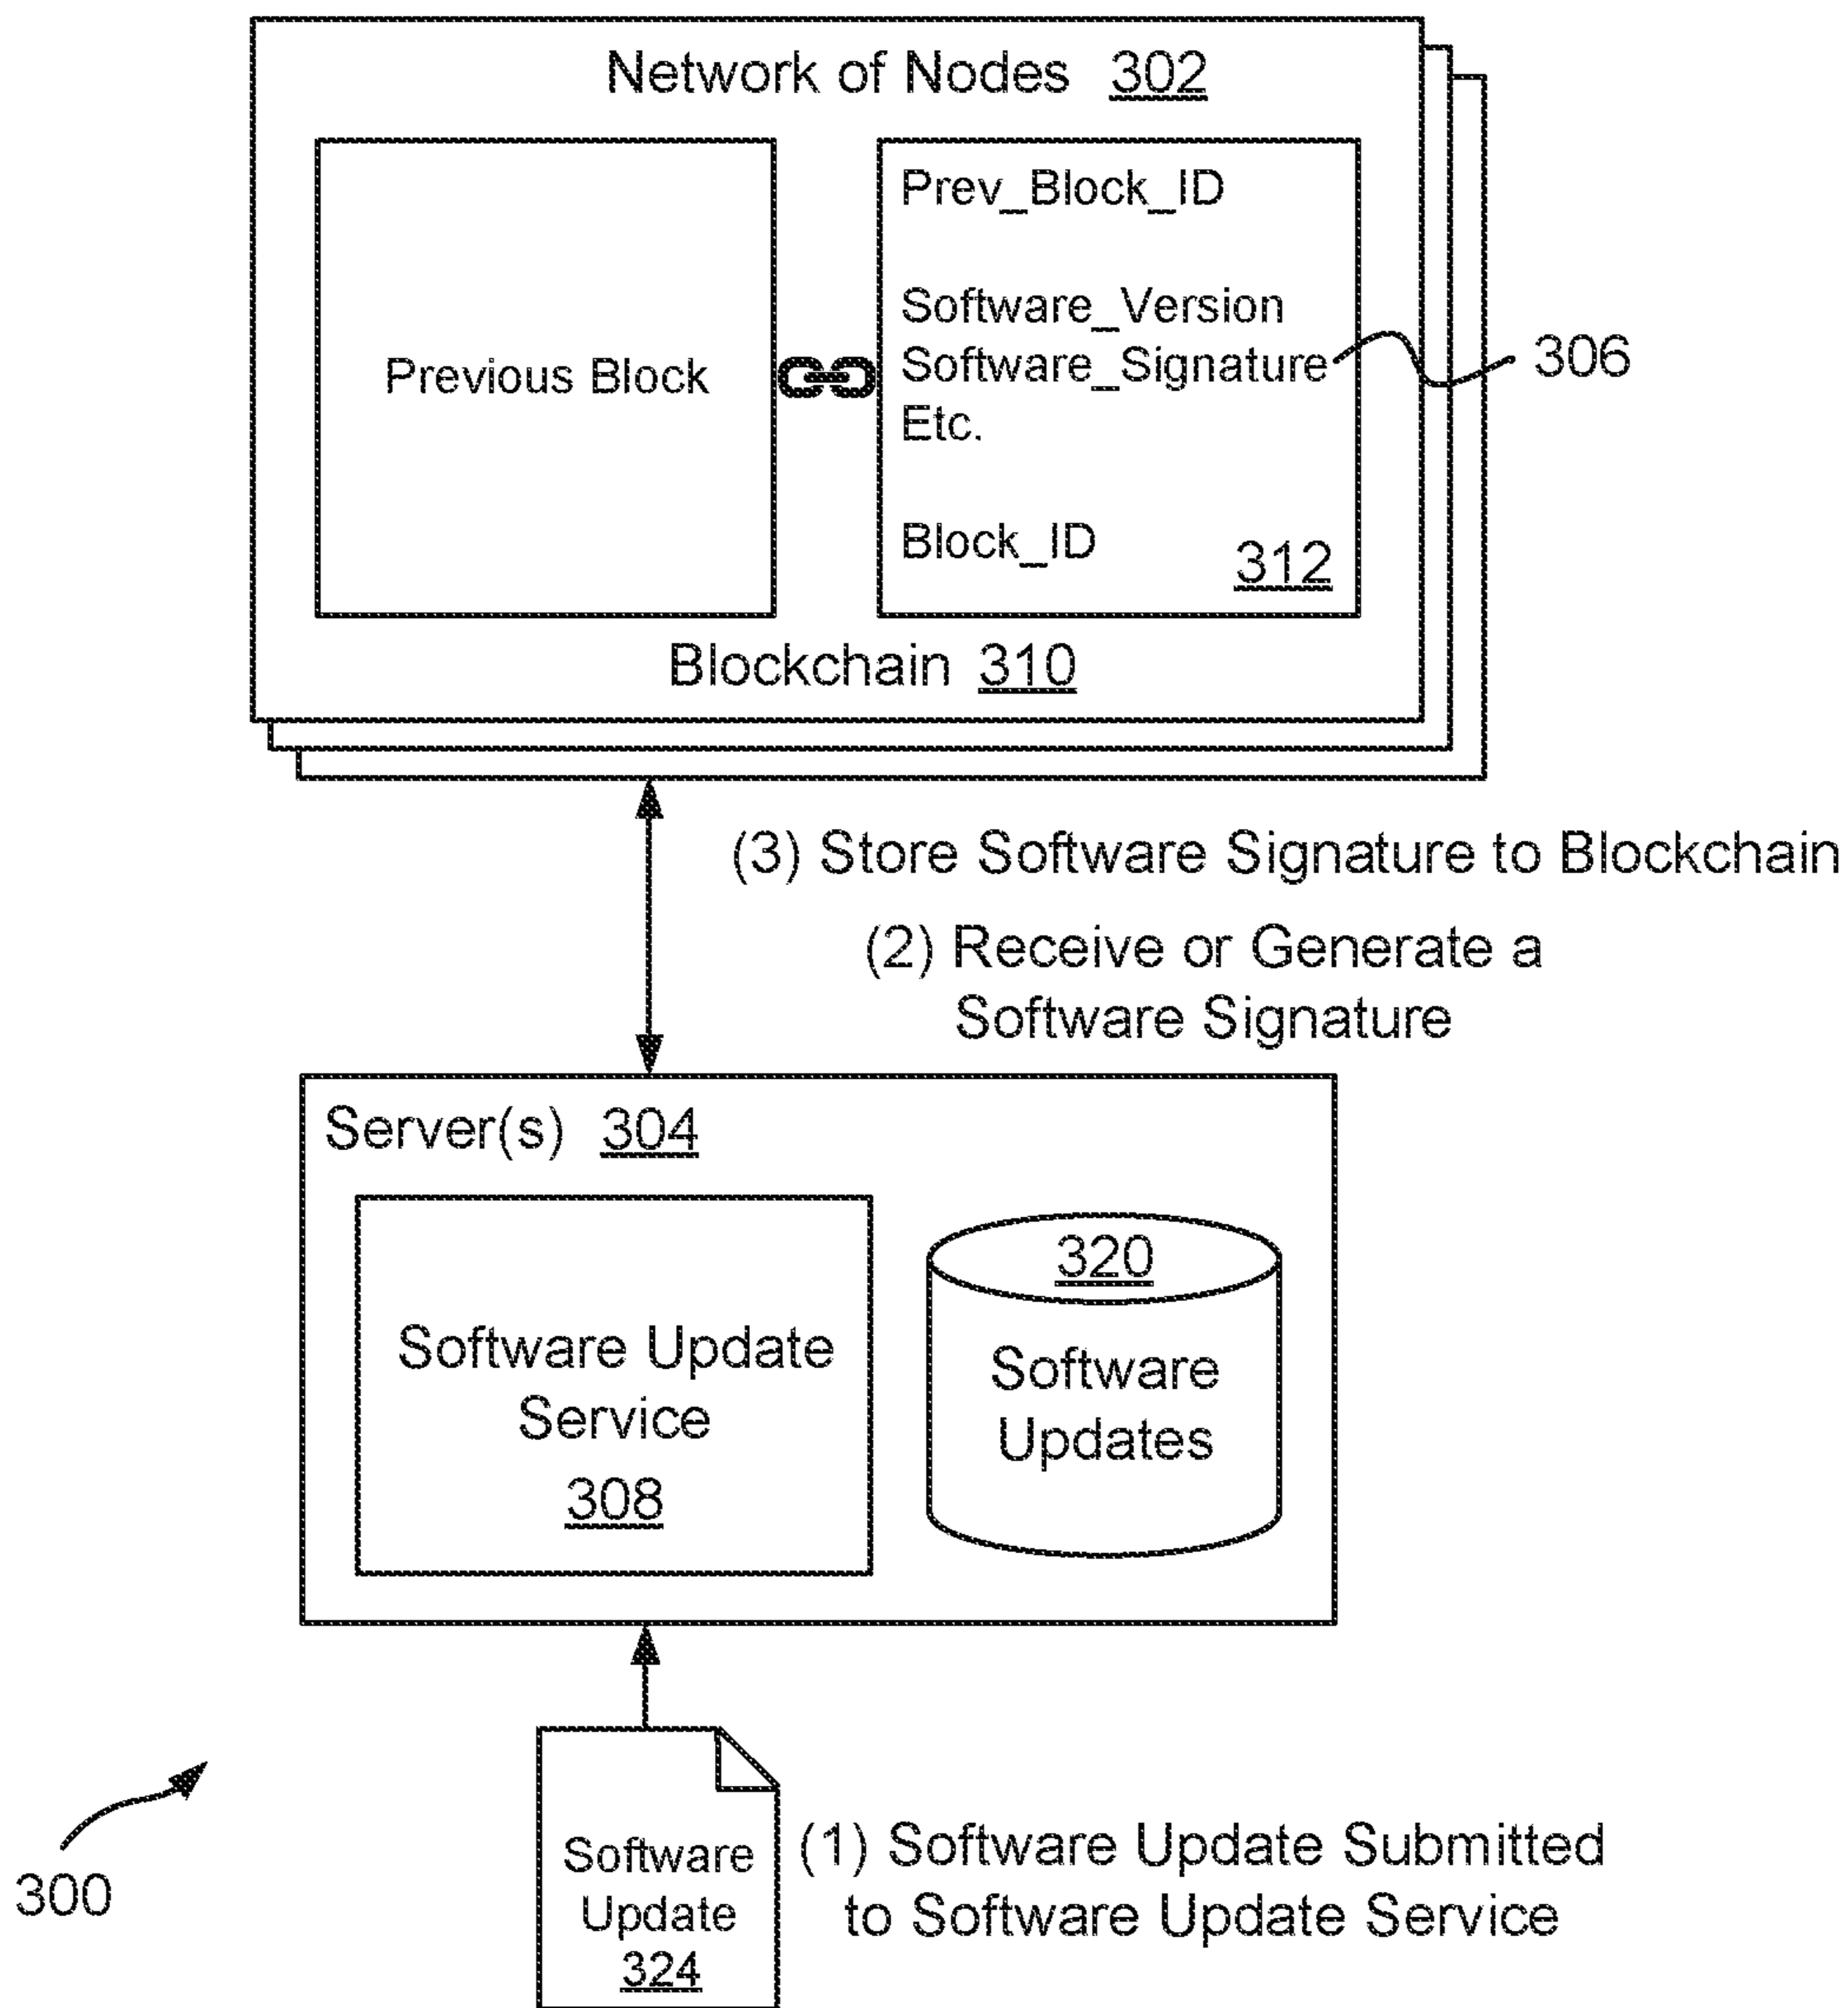 Network of Nodes 302
Previous Block
Prev_Block_ID
Software_Version
Software_Signature
Etc.
Block_ID
312
306
Blockchain 310
(3) Store Software Signature to Blockchain
(2) Receive or Generate a
Software Signature
Server(s) 304
Software Update
Service
308
320
Software
Updates
Software
Update
324
(1) Software Update Submitted
to Software Update Service
300